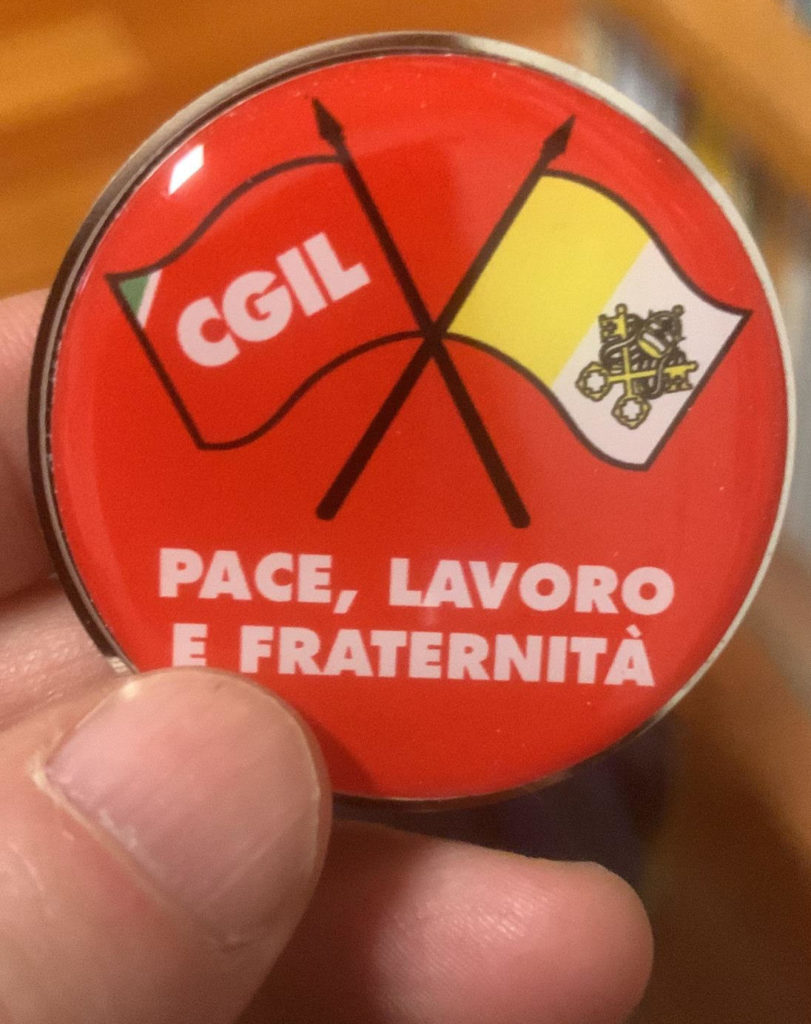 CGIL
PACE, LAVORO
E FRATERNITÀ